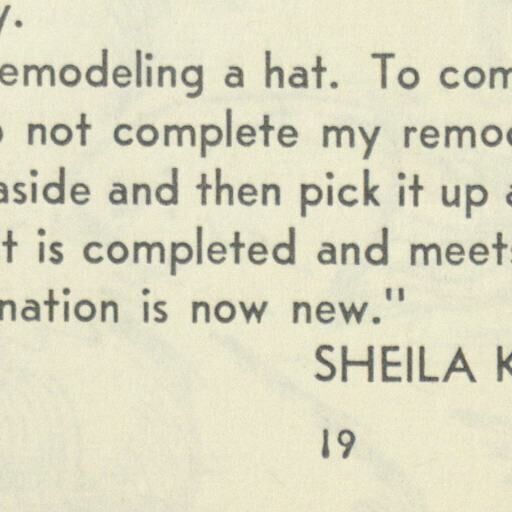 y.
emodeling a hat. To com
not complete my remo
aside and then pick it up a
t is completed and meets
nation is now new."
SHEILA K
19